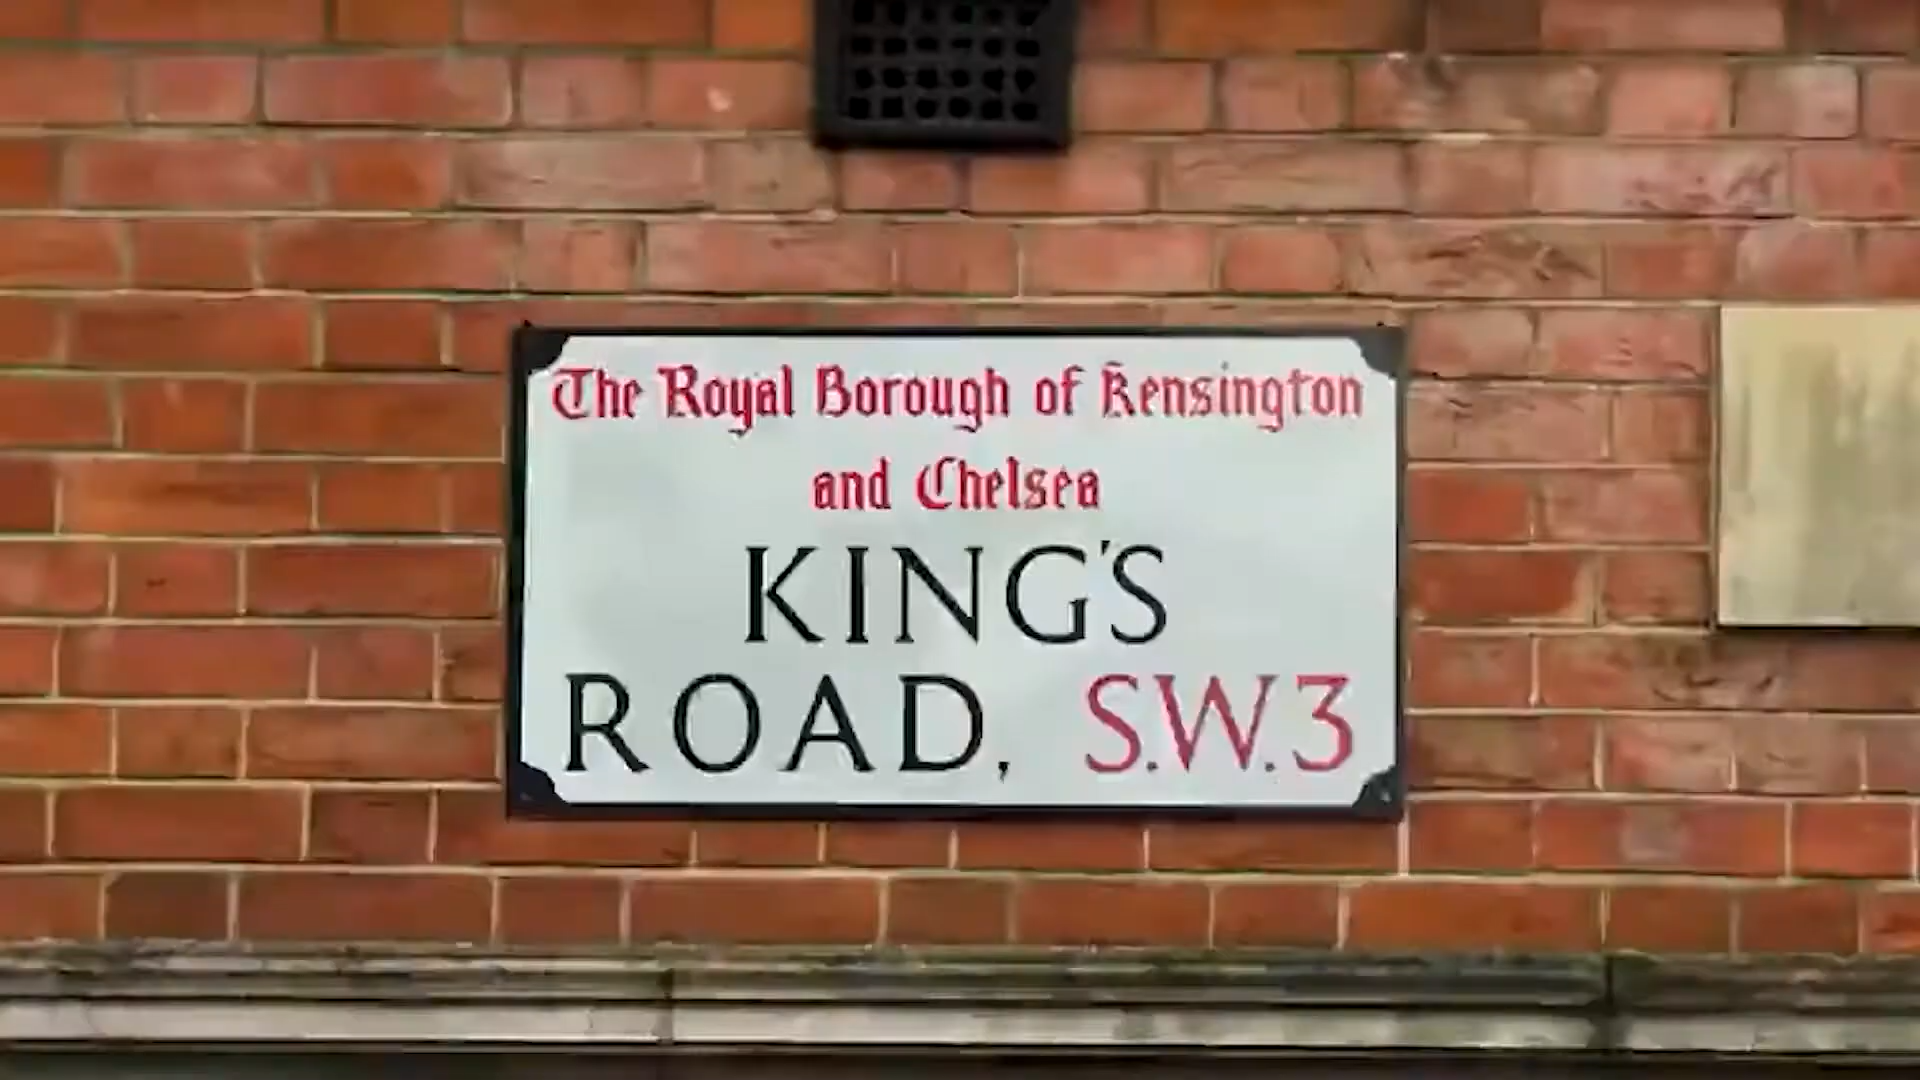 The Royal Borough of Kensington
and Chelsea
KING'S
ROAD, S.W.3